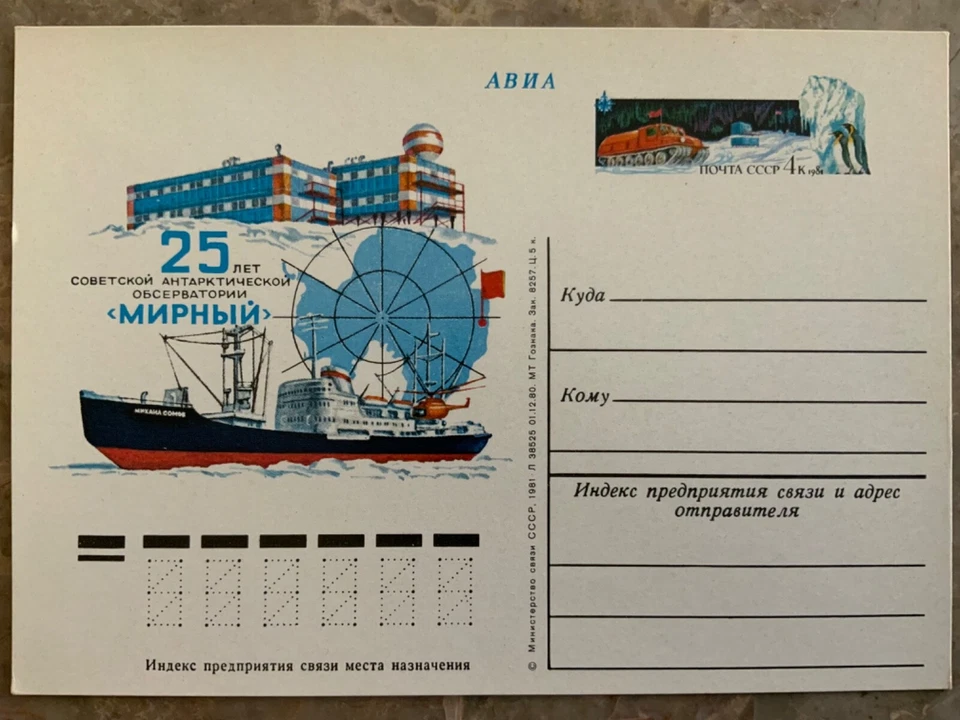 АВИА
ПОЧТА СССР 4к 1981
СССР
25 ЛЕТ
СОВЕТСКОЙ АНТАРКТИЧЕСКОЙ
ОБСЕРВАТОРИИ
«МИРНЫЙ»
МИХАИЛ СОМОВ
Куда
Кому
Индекс предприятия связи и адрес
отправителя
© Министерство связи СССР, 1981 Л 38525 01.12.80. МТ Гознака. Зак. 8257. Ц. 5 к.
Индекс предприятия связи места назначения